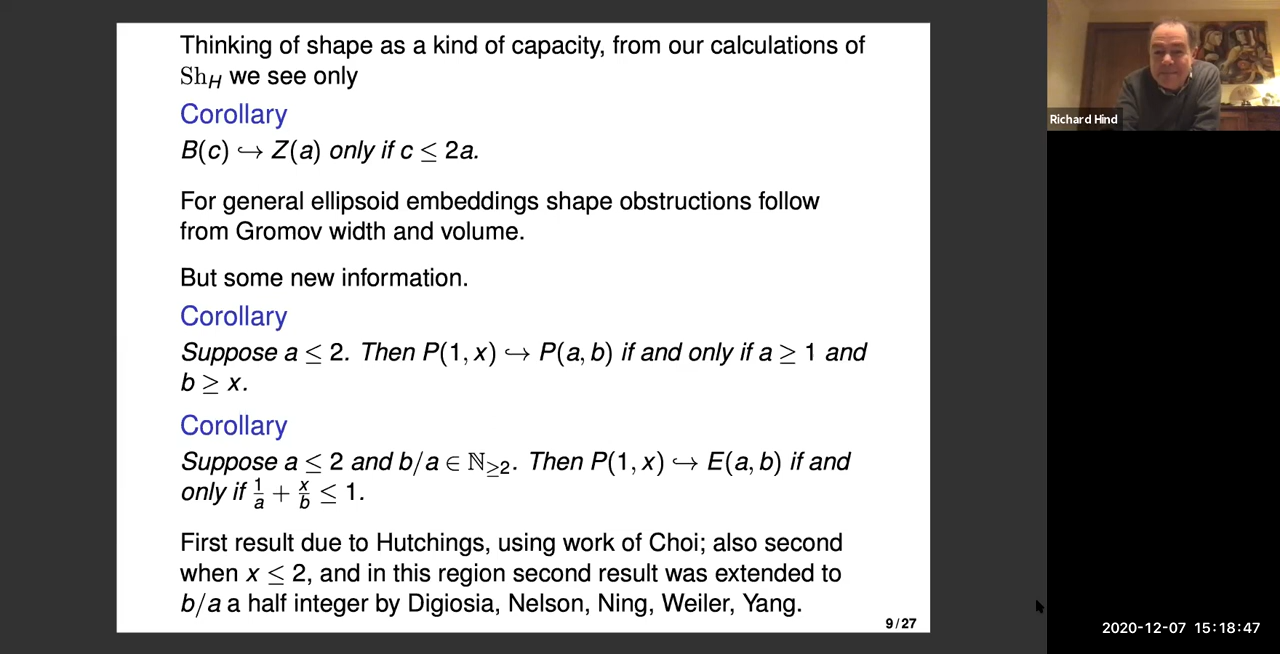 Thinking of shape as a kind of capacity, from our calculations of
Sh_H we see only
Corollary
B(c) ↪ Z(a) only if c ≤ 2a.
For general ellipsoid embeddings shape obstructions follow
from Gromov width and volume.
But some new information.
Corollary
Suppose a ≤ 2. Then P(1, x) ↪ P(a, b) if and only if a ≥ 1 and
b ≥ x.
Corollary
Suppose a ≤ 2 and b/a ∈ ℕ_≥2. Then P(1, x) ↪ E(a, b) if and
only if 1/a + x/b ≤ 1.
First result due to Hutchings, using work of Choi; also second
when x ≤ 2, and in this region second result was extended to
b/a a half integer by Digiosia, Nelson, Ning, Weiler, Yang.
9 / 27
Richard Hind
2020-12-07 15:18:47